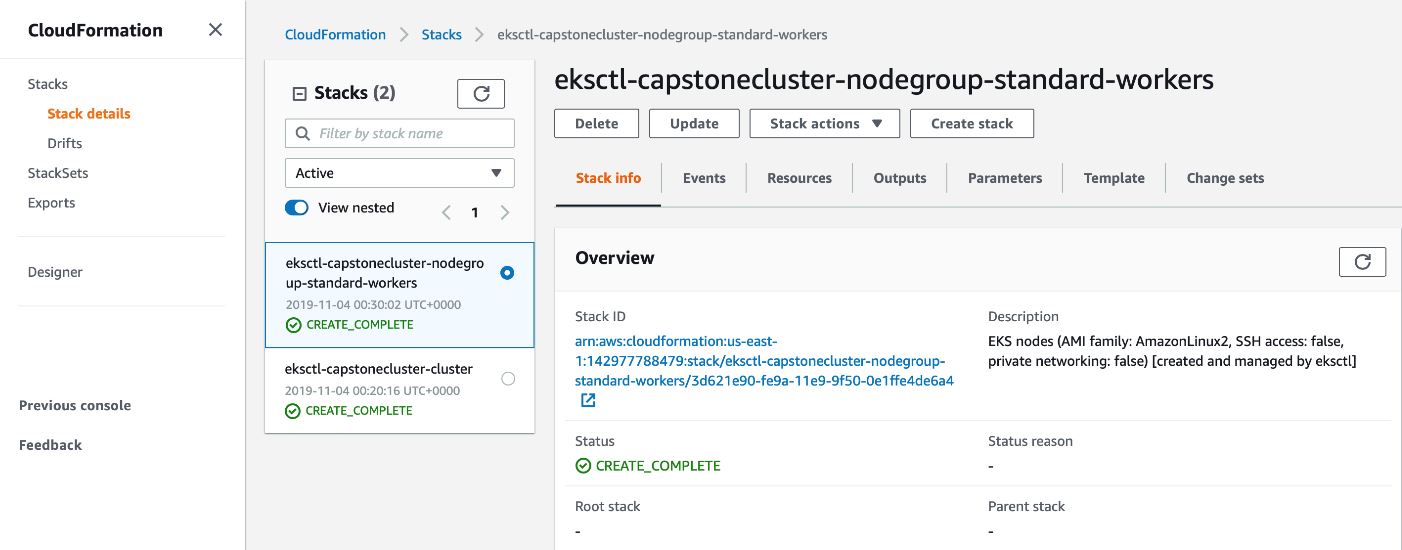 CloudFormation
Stacks
Stack details
Drifts
StackSets
Exports
Designer
Previous console
Feedback
CloudFormation > Stacks > eksctl-capstonecluster-nodegroup-standard-workers
Stacks (2)
Filter by stack name
Active
View nested
< 1 >
eksctl-capstonecluster-nodegro
up-standard-workers
2019-11-04 00:30:02 UTC+0000
CREATE_COMPLETE
eksctl-capstonecluster-cluster
2019-11-04 00:20:16 UTC+0000
CREATE_COMPLETE
eksctl-capstonecluster-nodegroup-standard-workers
Delete Update Stack actions Create stack
Stack info Events Resources Outputs Parameters Template Change sets
Overview
Stack ID
arn:aws:cloudformation:us-east-
1:142977788479:stack/eksctl-capstonecluster-nodegroup-
standard-workers/3d621e90-fe9a-11e9-9f50-0e1ffe4de6a4
Description
EKS nodes (AMI family: AmazonLinux2, SSH access: false,
private networking: false) [created and managed by eksctl]
Status
CREATE_COMPLETE
Status reason
-
Root stack
-
Parent stack
-